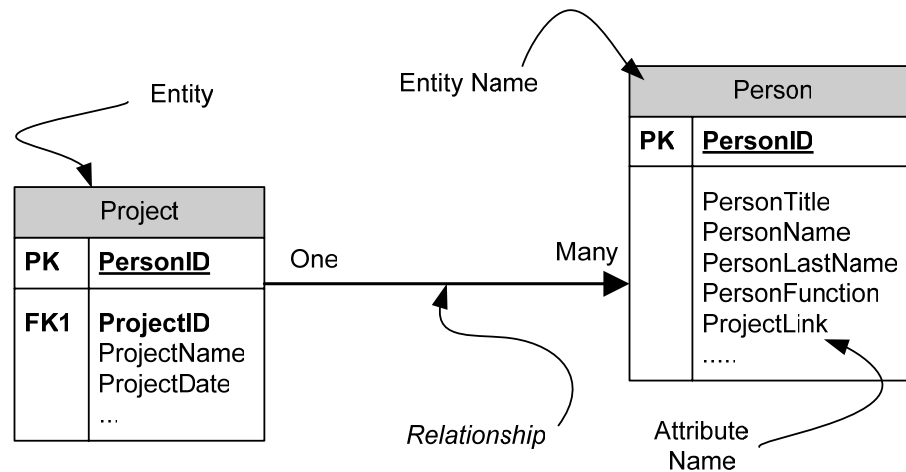 Entity
Entity Name
Person
PK PersonID
PersonTitle
PersonName
PersonLastName
PersonFunction
ProjectLink
.....
Project
PK PersonID
FK1 ProjectID
ProjectName
ProjectDate
...
One
Many
Relationship
Attribute
Name